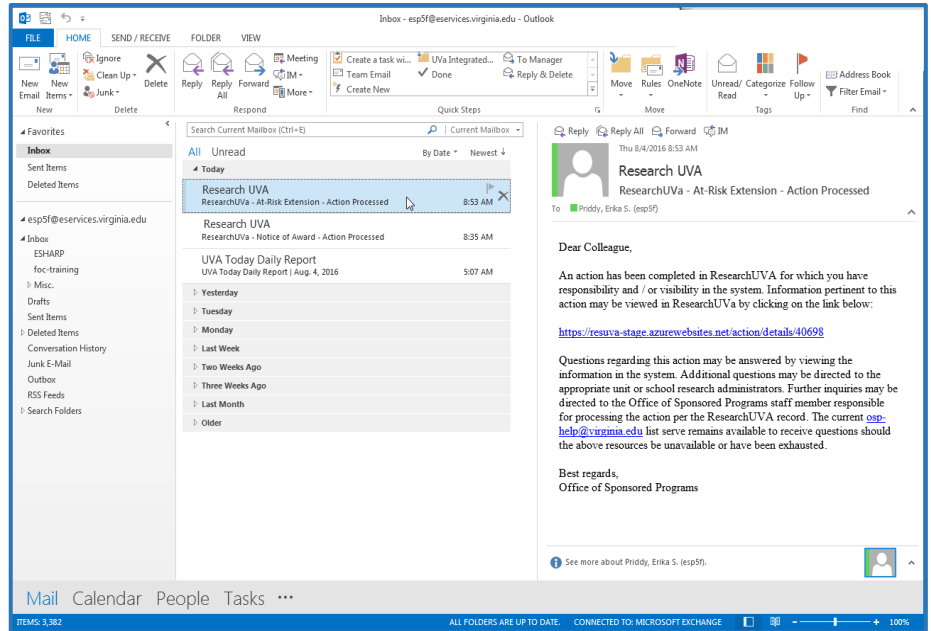 Inbox - esp5f@eservices.virginia.edu - Outlook
FILE HOME SEND / RECEIVE FOLDER VIEW
New Email
New Items
New
Ignore
Clean Up
Junk
Delete
Delete
Reply
Reply All
Forward
Meeting
IM
More
Respond
Create a task wi...
Team Email
Create New
UVa Integrated...
Done
To Manager
Reply & Delete
Quick Steps
Move
Rules
OneNote
Move
Unread/ Read
Categorize
Follow Up
Tags
Address Book
Filter Email
Find
Favorites
Inbox
Sent Items
Deleted Items
esp5f@eservices.virginia.edu
Inbox
ESHARP
foc-training
Misc.
Drafts
Sent Items
Deleted Items
Conversation History
Junk E-Mail
Outbox
RSS Feeds
Search Folders
Search Current Mailbox (Ctrl+E)
Current Mailbox
All Unread
By Date Newest
Today
Research UVA
ResearchUVa - At-Risk Extension - Action Processed 8:53 AM
Research UVA
ResearchUVa - Notice of Award - Action Processed 8:35 AM
UVA Today Daily Report
UVA Today Daily Report | Aug. 4, 2016 5:07 AM
Yesterday
Tuesday
Monday
Last Week
Two Weeks Ago
Three Weeks Ago
Last Month
Older
Reply Reply All Forward IM
Thu 8/4/2016 8:53 AM
Research UVA
ResearchUVa - At-Risk Extension - Action Processed
To Priddy, Erika S. (esp5f)
Dear Colleague,
An action has been completed in ResearchUVA for which you have
responsibility and / or visibility in the system. Information pertinent to this
action may be viewed in ResearchUVa by clicking on the link below:
https://resuva-stage.azurewebsites.net/action/details/40698
Questions regarding this action may be answered by viewing the
information in the system. Additional questions may be directed to the
appropriate unit or school research administrators. Further inquiries may be
directed to the Office of Sponsored Programs staff member responsible
for processing the action per the ResearchUVA record. The current osp-
help@virginia.edu list serve remains available to receive questions should
the above resources be unavailable or have been exhausted.
Best regards,
Office of Sponsored Programs
See more about Priddy, Erika S. (esp5f).
Mail Calendar People Tasks ...
ITEMS: 3,382
ALL FOLDERS ARE UP TO DATE. CONNECTED TO: MICROSOFT EXCHANGE 100%